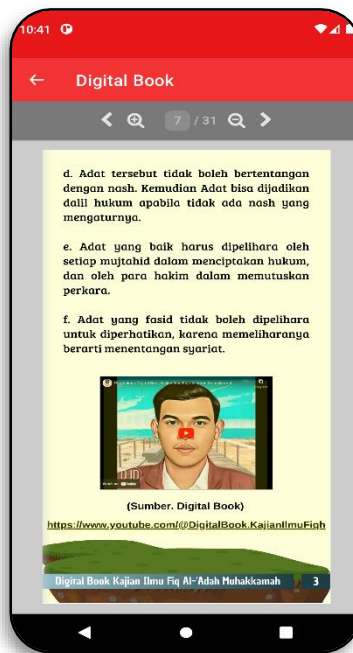 10:41
Digital Book
7 / 31
d. Adat tersebut tidak boleh bertentangan
dengan nash. Kemudian Adat bisa dijadikan
dalil hukum apabila tidak ada nash yang
mengaturnya.
e. Adat yang baik harus dipelihara oleh
setiap mujtahid dalam menciptakan hukum,
dan oleh para hakim dalam memutuskan
perkara.
f. Adat yang fasid tidak boleh dipelihara
untuk diperhatikan, karena memeliharanya
berarti menentangan syariat.
(Sumber. Digital Book)
https://www.youtube.com/@DigitalBook.KajianIlmuFiqh
Digital Book Kajian Ilmu Fiq Al-'Adah Muhakkamah 3